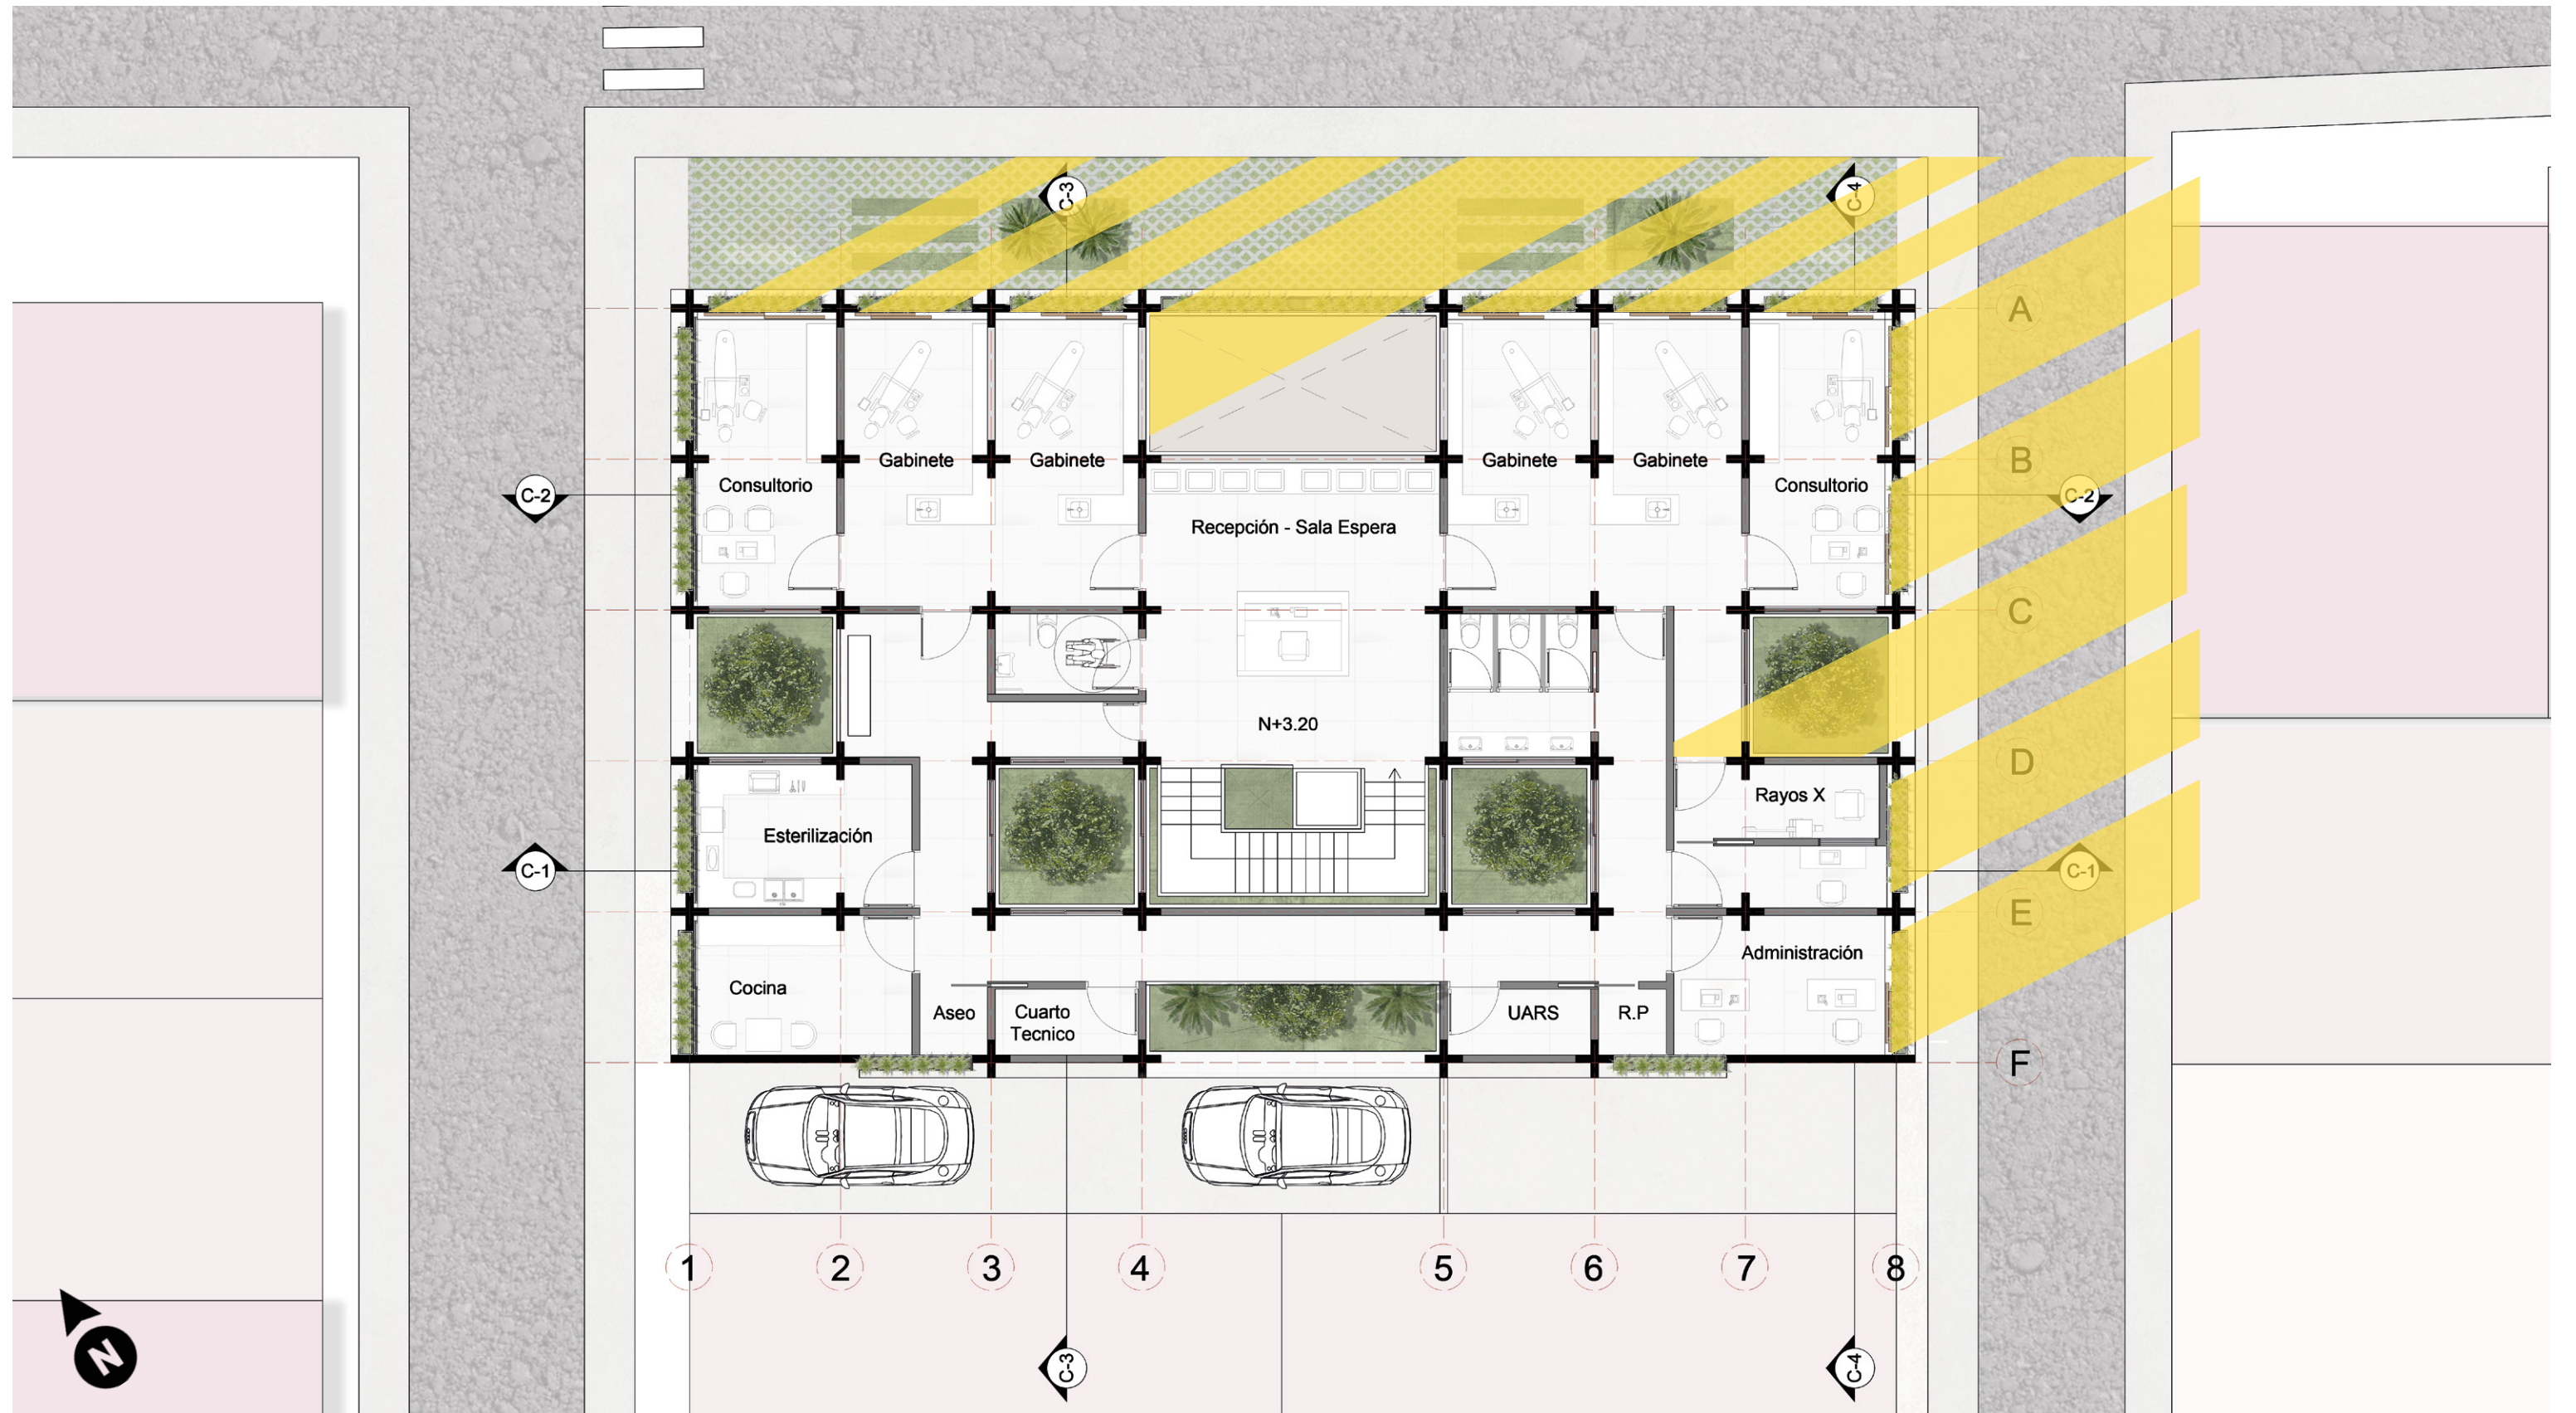 C-3
C-4
A
B
Gabinete
Gabinete
Gabinete
Gabinete
Consultorio
Consultorio
C-2
C-2
Recepción - Sala Espera
C
N+3.20
D
Rayos X
Esterilización
C-1
C-1
E
Administración
Cocina
Aseo
Cuarto
Tecnico
UARS
R.P
F
1
2
3
4
5
6
7
8
N
C-3
C-4